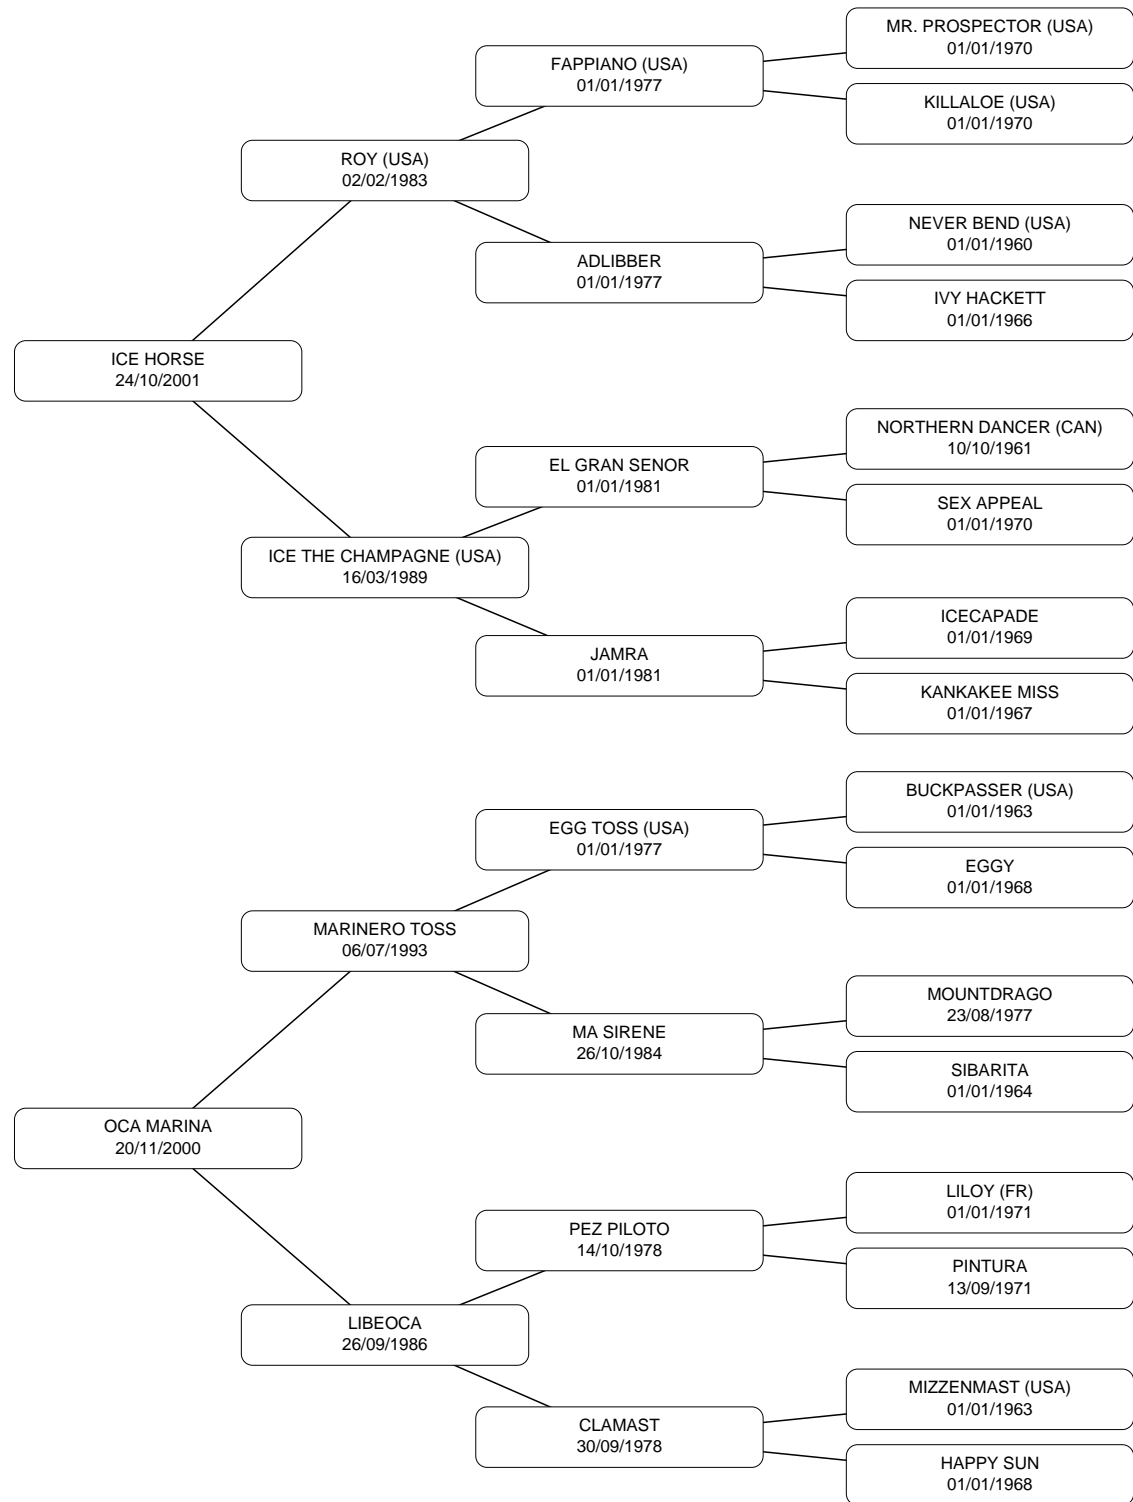 MR. PROSPECTOR (USA)
01/01/1970
FAPPIANO (USA)
01/01/1977
KILLALOE (USA)
01/01/1970
ROY (USA)
02/02/1983
NEVER BEND (USA)
01/01/1960
ADLIBBER
01/01/1977
IVY HACKETT
01/01/1966
ICE HORSE
24/10/2001
NORTHERN DANCER (CAN)
10/10/1961
EL GRAN SENOR
01/01/1981
SEX APPEAL
01/01/1970
ICE THE CHAMPAGNE (USA)
16/03/1989
ICECAPADE
01/01/1969
JAMRA
01/01/1981
KANKAKEE MISS
01/01/1967
BUCKPASSER (USA)
01/01/1963
EGG TOSS (USA)
01/01/1977
EGGY
01/01/1968
MARINERO TOSS
06/07/1993
MOUNTDRAGO
23/08/1977
MA SIRENE
26/10/1984
SIBARITA
01/01/1964
OCA MARINA
20/11/2000
LILOY (FR)
01/01/1971
PEZ PILOTO
14/10/1978
PINTURA
13/09/1971
LIBEOCA
26/09/1986
MIZZENMAST (USA)
01/01/1963
CLAMAST
30/09/1978
HAPPY SUN
01/01/1968